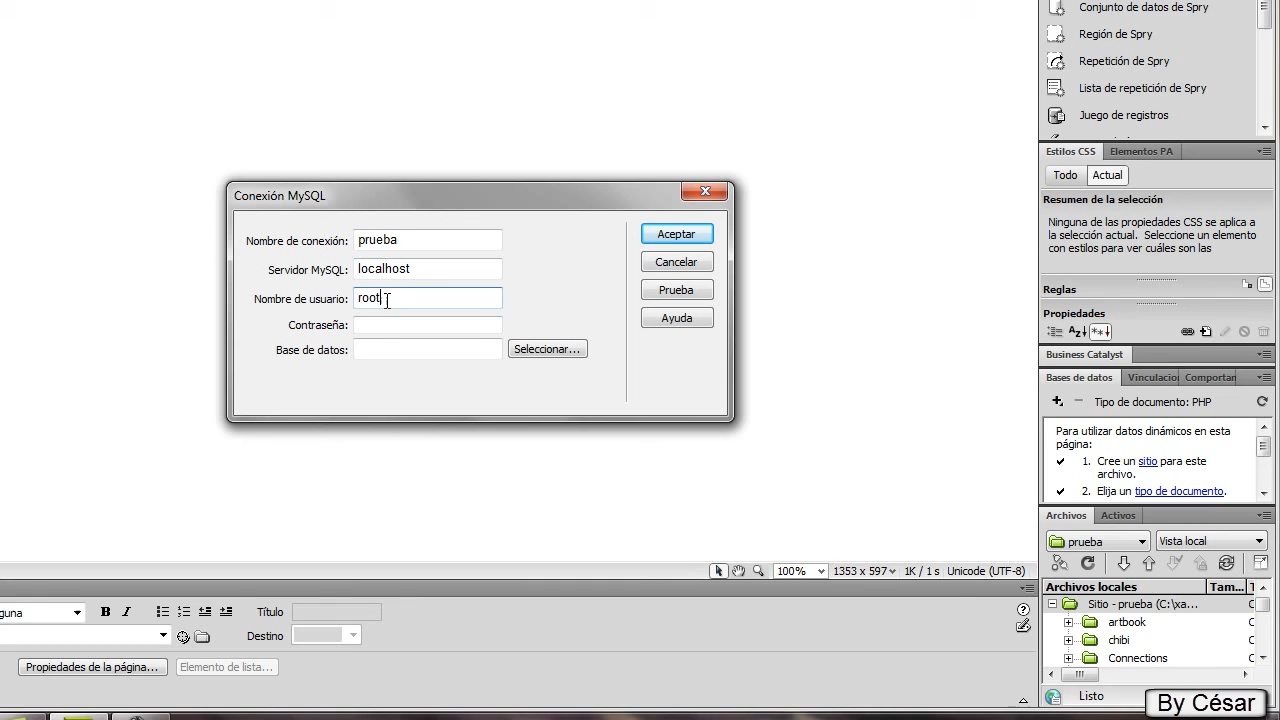 Conjunto de datos de Spry
Región de Spry
Repetición de Spry
Lista de repetición de Spry
Juego de registros
Estilos CSS Elementos PA
Todo Actual
Resumen de la selección
Ninguna de las propiedades CSS se aplica a
la selección actual. Seleccione un elemento
con estilos para ver cuáles son las
Reglas
Propiedades
Business Catalyst
Bases de datos Vinculacion Comportar
Tipo de documento: PHP
Para utilizar datos dinámicos en esta
página:
1. Cree un sitio para este
archivo.
2. Elija un tipo de documento.
Archivos Activos
prueba Vista local
Archivos locales Tam...
Sitio - prueba (C:\xa...
artbook
chibi
Connections
Listo
Conexión MySQL
Nombre de conexión: prueba
Servidor MySQL: localhost
Nombre de usuario: root
Contraseña:
Base de datos: Seleccionar...
Aceptar
Cancelar
Prueba
Ayuda
100% 1353 x 597 1K / 1 s Unicode (UTF-8)
guna B I Título
Destino
Propiedades de la página... Elemento de lista...
By César